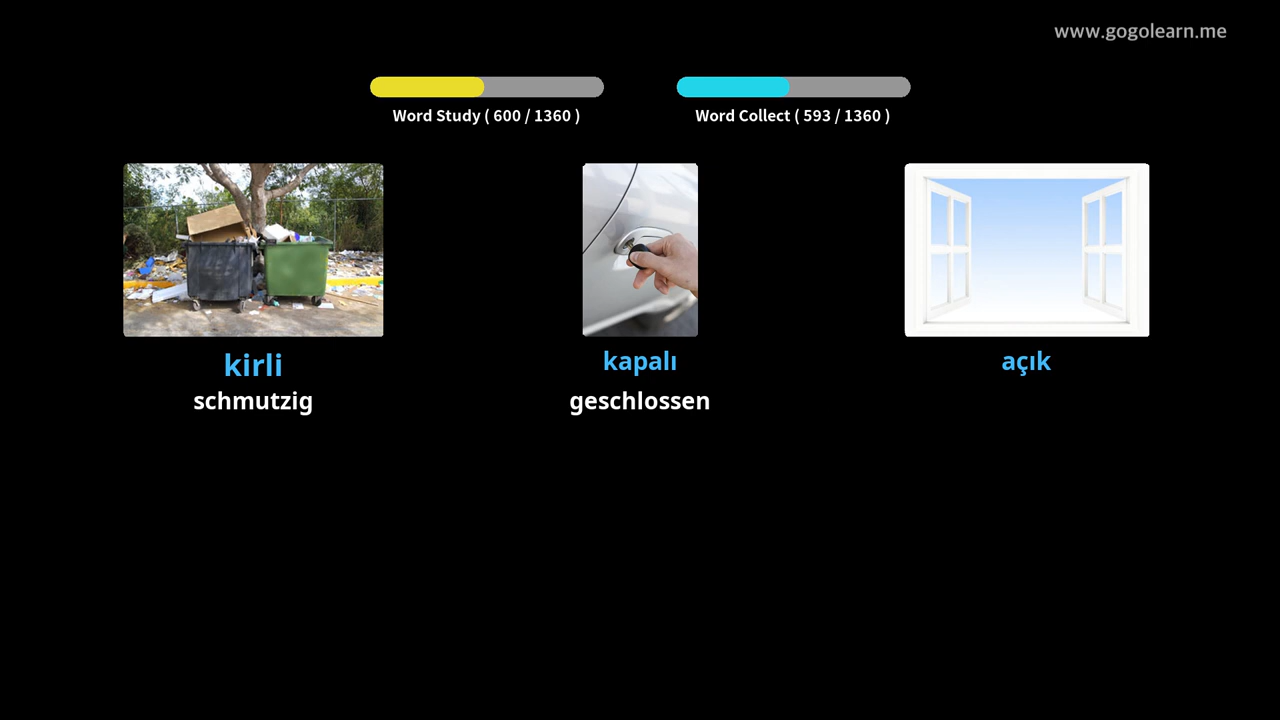 www.gogolearn.me
Word Study ( 600 / 1360 )
Word Collect ( 593 / 1360 )
kirli
kapalı
açık
schmutzig
geschlossen